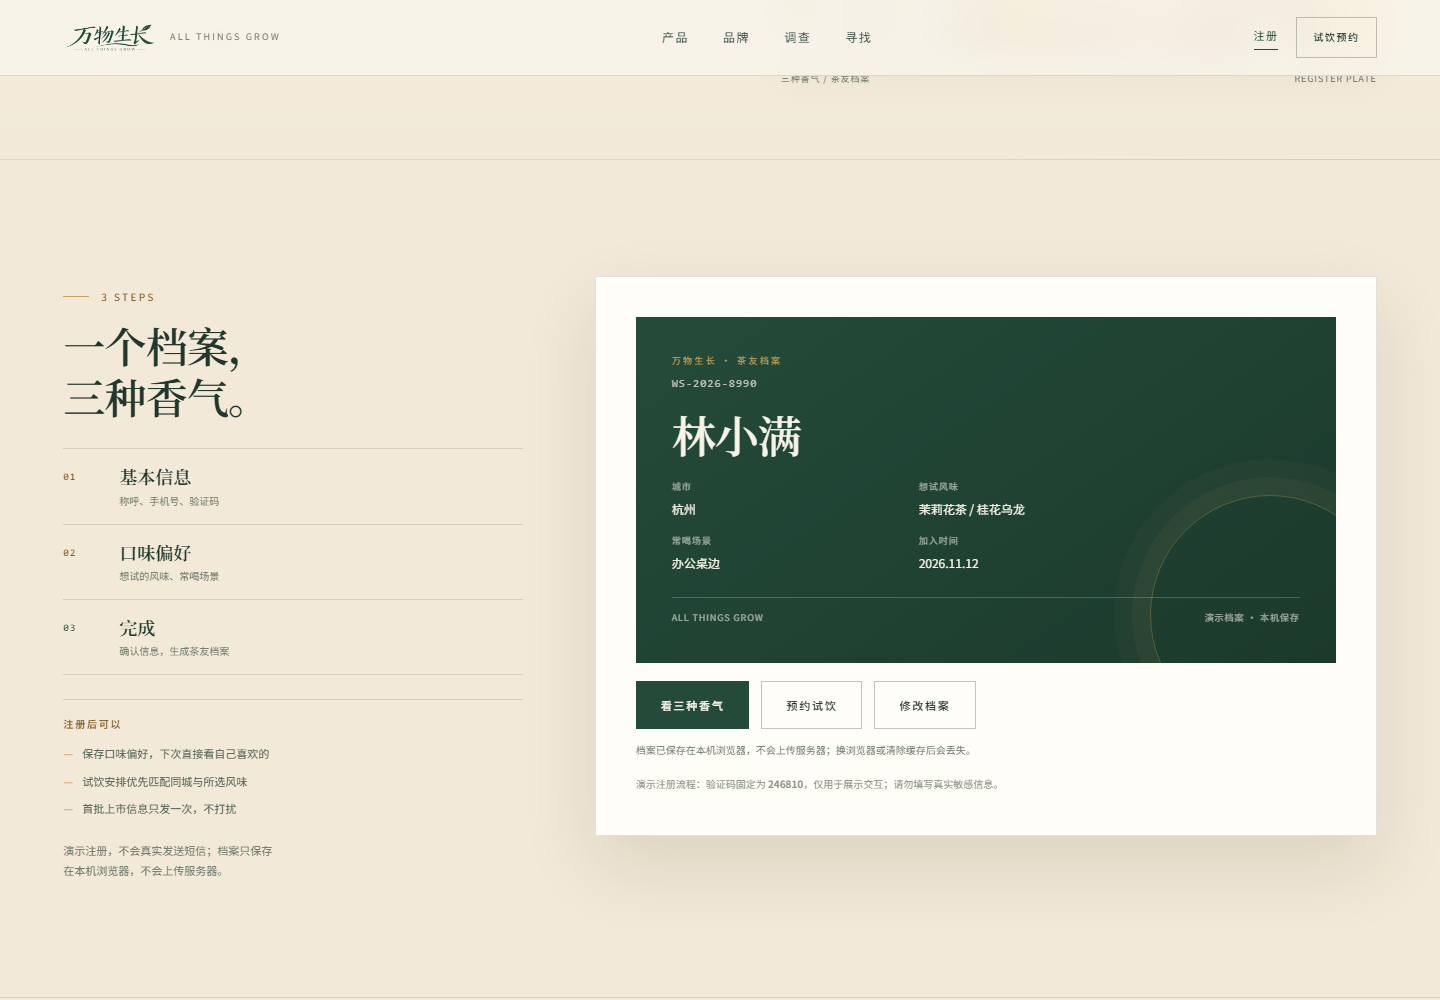 万物生长
ALL THINGS GROW
ALL THINGS GROW
产品
品牌
调查
寻找
注册
试饮预约
三种香气 / 茶友档案
REGISTER PLATE
3 STEPS
一个档案，
三种香气。
01
基本信息
称呼、手机号、验证码
02
口味偏好
想试的风味、常喝场景
03
完成
确认信息，生成茶友档案
注册后可以
— 保存口味偏好，下次直接看自己喜欢的
— 试饮安排优先匹配同城与所选风味
— 首批上市信息只发一次，不打扰
演示注册，不会真实发送短信；档案只保存
在本机浏览器，不会上传服务器。
万物生长 · 茶友档案
WS-2026-8990
林小满
城市
杭州
想试风味
茉莉花茶 / 桂花乌龙
常喝场景
办公桌边
加入时间
2026.11.12
ALL THINGS GROW
演示档案 · 本机保存
看三种香气
预约试饮
修改档案
档案已保存在本机浏览器，不会上传服务器；换浏览器或清除缓存后会丢失。
演示注册流程：验证码固定为 246810，仅用于展示交互；请勿填写真实敏感信息。